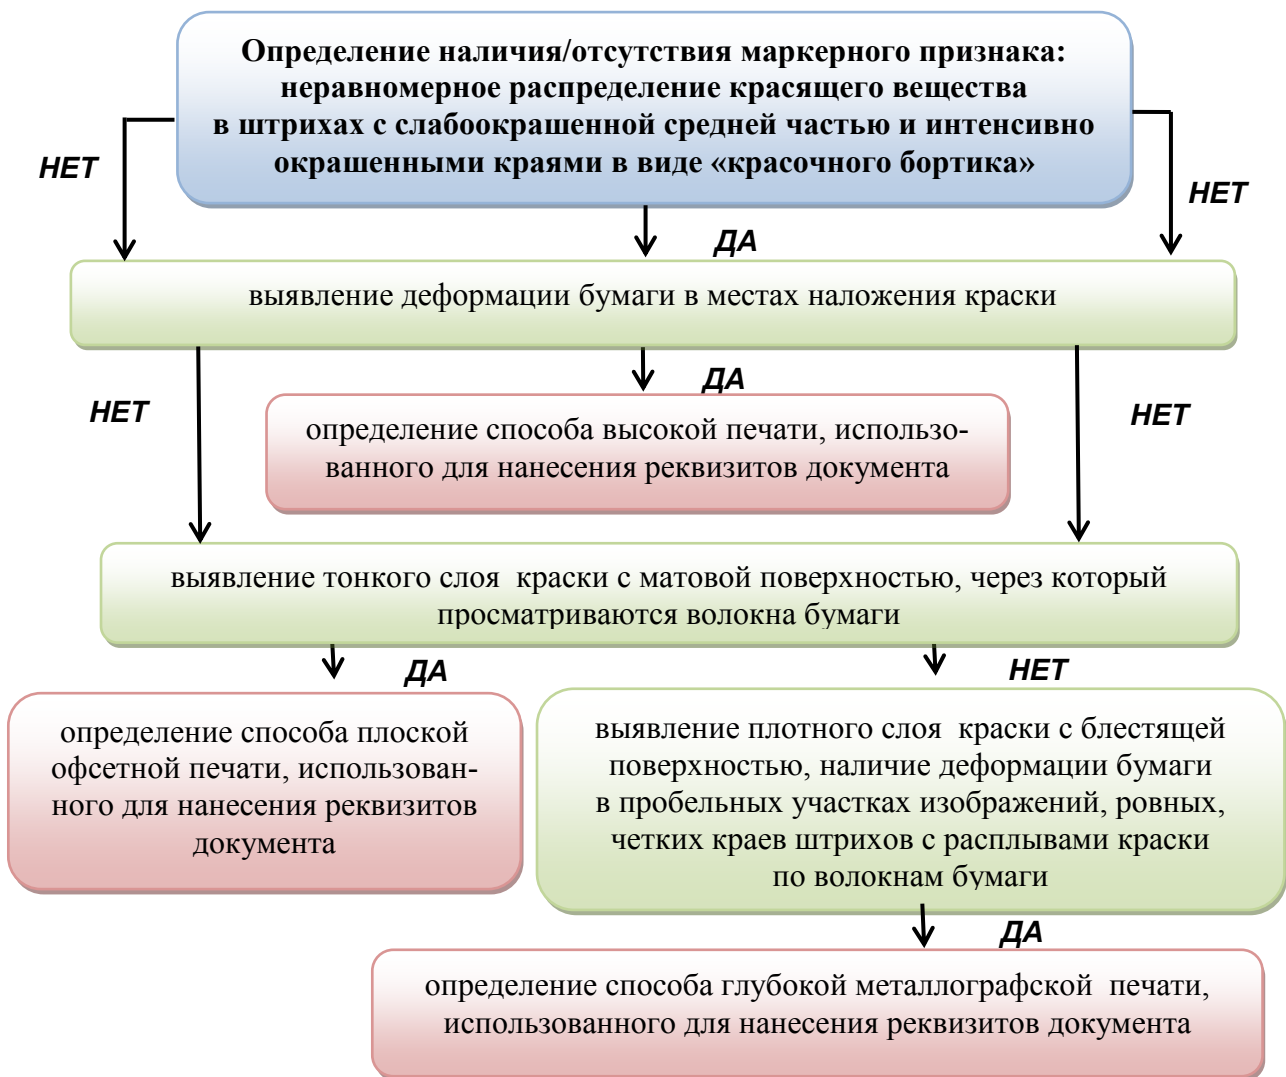 Определение наличия/отсутствия маркерного признака:
неравномерное распределение красящего вещества
в штрихах с слабоокрашенной средней частью и интенсивно
окрашенными краями в виде «красочного бортика»
НЕТ
НЕТ
ДА
выявление деформации бумаги в местах наложения краски
ДА
НЕТ
НЕТ
определение способа высокой печати, использо-
ванного для нанесения реквизитов документа
выявление тонкого слоя краски с матовой поверхностью, через который
просматриваются волокна бумаги
ДА
НЕТ
определение способа плоской
офсетной печати, использован-
ного для нанесения реквизитов
документа
выявление плотного слоя краски с блестящей
поверхностью, наличие деформации бумаги
в пробельных участках изображений, ровных,
четких краев штрихов с расплывами краски
по волокнам бумаги
ДА
определение способа глубокой металлографской печати,
использованного для нанесения реквизитов документа